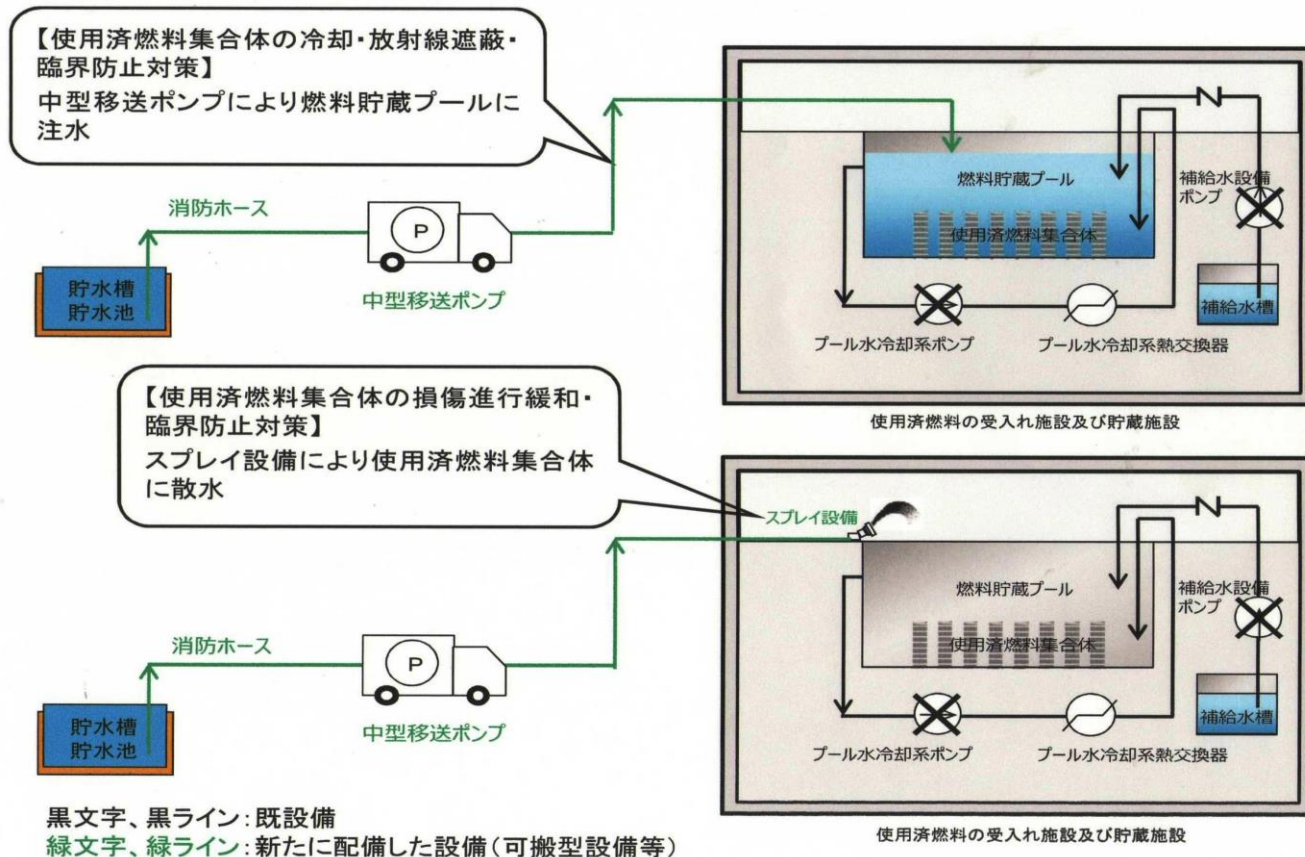 【使用済燃料集合体の冷却・放射線遮蔽・
臨界防止対策】
中型移送ポンプにより燃料貯蔵プールに
注水
消防ホース
P
中型移送ポンプ
貯水槽
貯水池
燃料貯蔵プール
使用済燃料集合体
補給水設備
ポンプ
補給水槽
プール水冷却系ポンプ
プール水冷却系熱交換器
使用済燃料の受入れ施設及び貯蔵施設
【使用済燃料集合体の損傷進行緩和・
臨界防止対策】
スプレイ設備により使用済燃料集合体
に散水
スプレイ設備
消防ホース
P
中型移送ポンプ
貯水槽
貯水池
燃料貯蔵プール
使用済燃料集合体
補給水設備
ポンプ
補給水槽
プール水冷却系ポンプ
プール水冷却系熱交換器
使用済燃料の受入れ施設及び貯蔵施設
黒文字、黒ライン:既設備
緑文字、緑ライン:新たに配備した設備(可搬型設備等)